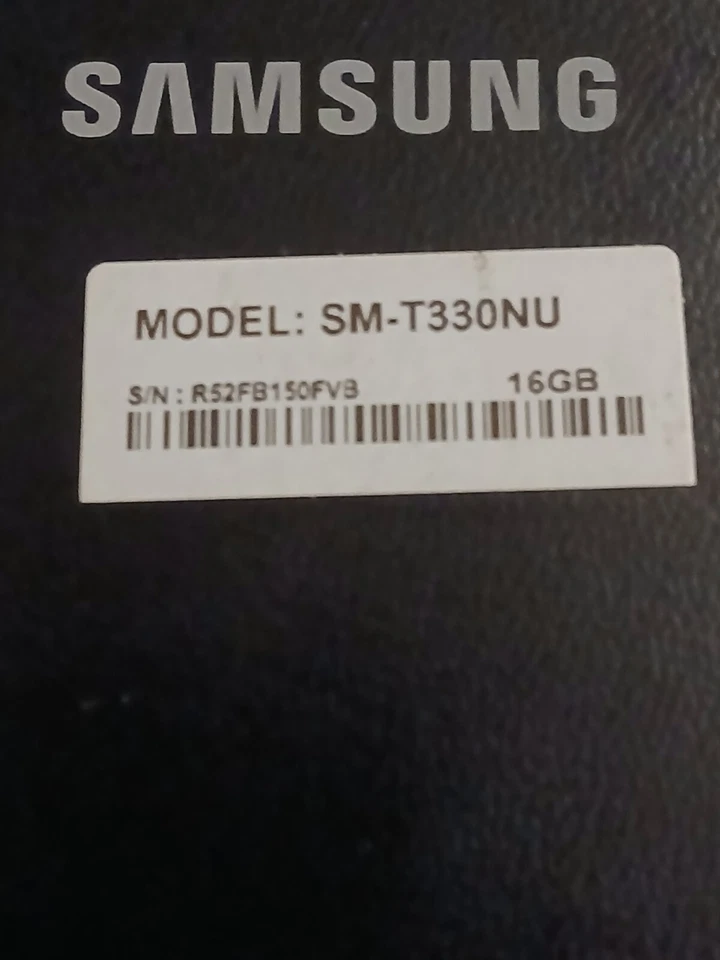 SAMSUNG
MODEL: SM-T330NU
S/N : R52FB150FVB 16GB